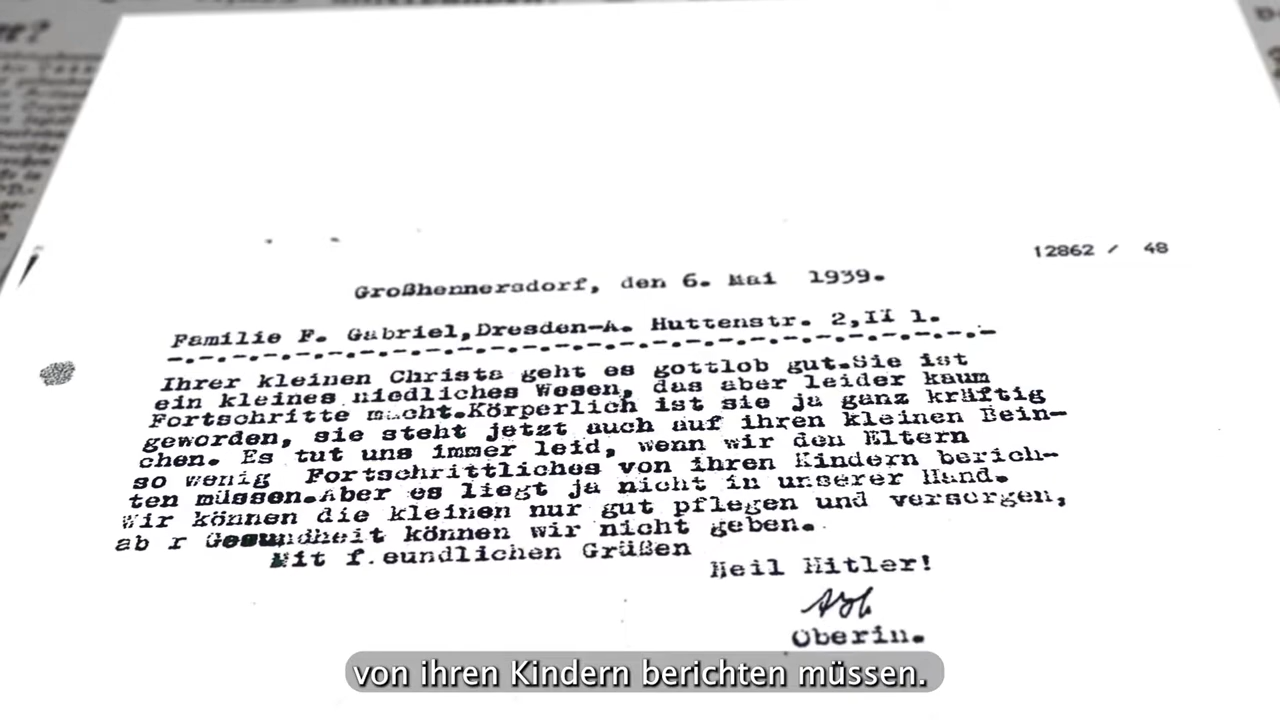 12862 / 48
Großhennersdorf, den 6. Mai 1939.
Familie F. Gabriel,Dresden-A. Huttenstr. 2,II l.
Ihrer kleinen Christa geht es gottlob gut.Sie ist
ein kleines niedliches Wesen, das aber leider kaum
Fortschritte macht.Körperlich ist sie ja ganz kräftig
geworden, sie steht jetzt auch auf ihren kleinen Bein-
chen. Es tut uns immer leid, wenn wir den Eltern
so wenig Fortschrittliches von ihren Kindern berich-
ten müssen.Aber es liegt ja nicht in unserer Hand.
Wir können die kleinen nur gut pflegen und versorgen,
ab r Gesundheit können wir nicht geben.
Mit f.eundlichen Grüßen
Heil Hitler!
Oberin.
von ihren Kindern berichten müssen.